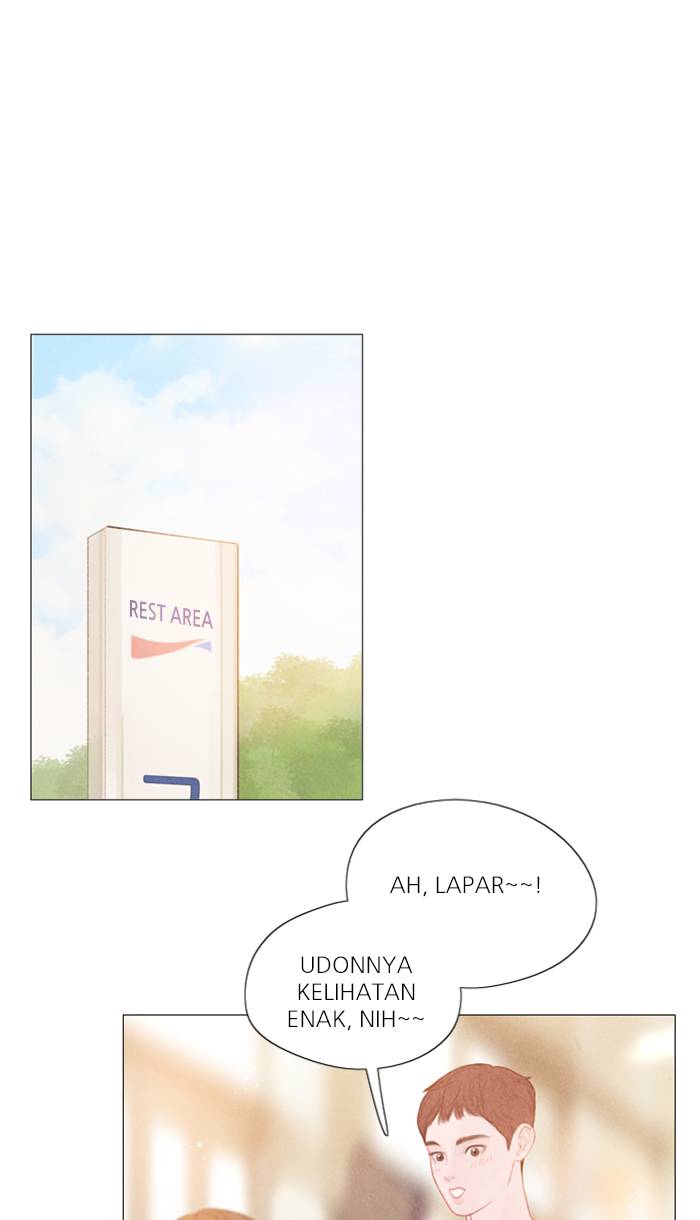 REST AREA
AH, LAPAR~~!
UDONNYA
KELIHATAN
ENAK, NIH~~